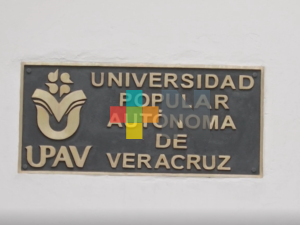 UNIVERSIDAD
POPULAR
AUTÓNOMA
DE
VERACRUZ
UPAV